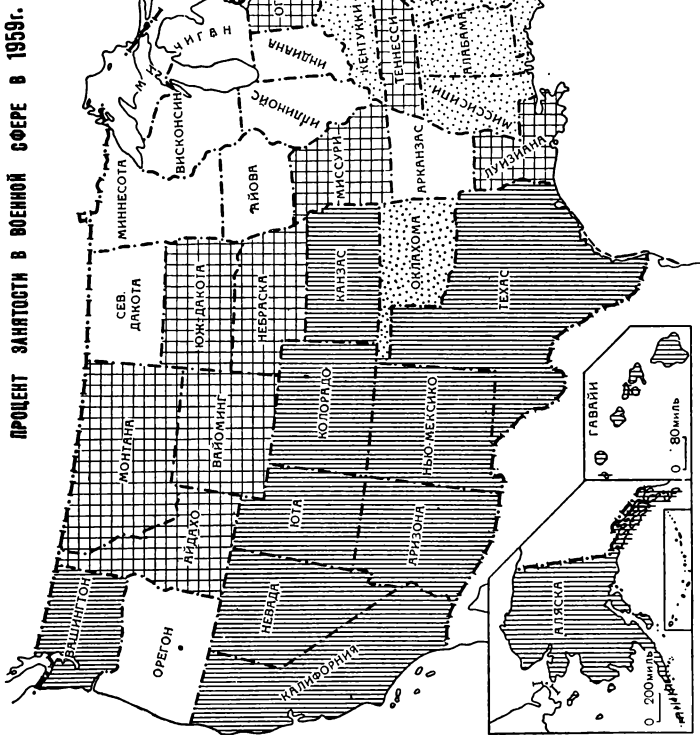 ПРОЦЕНТ ЗАНЯТОСТИ В ВОЕННОЙ СФЕРЕ В 1959г.
ВАШИНГТОН
ОРЕГОН
КАЛИФОРНИЯ
НЕВАДА
АЙДАХО
МОНТАНА
ВАЙОМИНГ
ЮТА
АРИЗОНА
КОЛОРАДО
НЬЮ-МЕКСИКО
СЕВ.
ДАКОТА
ЮЖ. ДАКОТА
НЕБРАСКА
КАНЗАС
ОКЛАХОМА
ТЕХАС
МИННЕСОТА
АЙОВА
МИССУРИ
АРКАНЗАС
ЛУИЗИАНА
ВИСКОНСИН
ИЛЛИНОЙС
МИЧИГАН
ИНДИАНА
КЕНТУККИ
ТЕННЕССИ
МИССИСИПИ
АЛАБАМА
АЛЯСКА
0 200 МИЛЬ
ГАВАЙИ
0 80 МИЛЬ